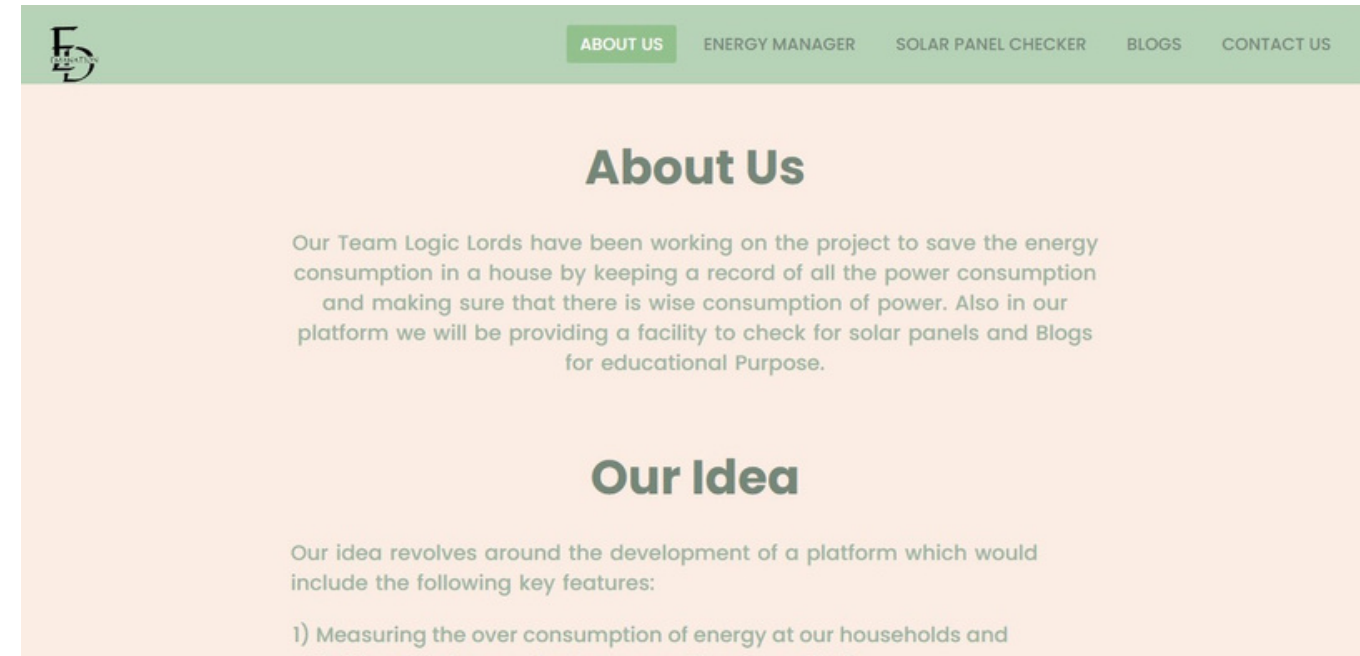 ED
ABOUT US ENERGY MANAGER SOLAR PANEL CHECKER BLOGS CONTACT US
About Us
Our Team Logic Lords have been working on the project to save the energy
consumption in a house by keeping a record of all the power consumption
and making sure that there is wise consumption of power. Also in our
platform we will be providing a facility to check for solar panels and Blogs
for educational Purpose.
Our Idea
Our idea revolves around the development of a platform which would
include the following key features:
1) Measuring the over consumption of energy at our households and